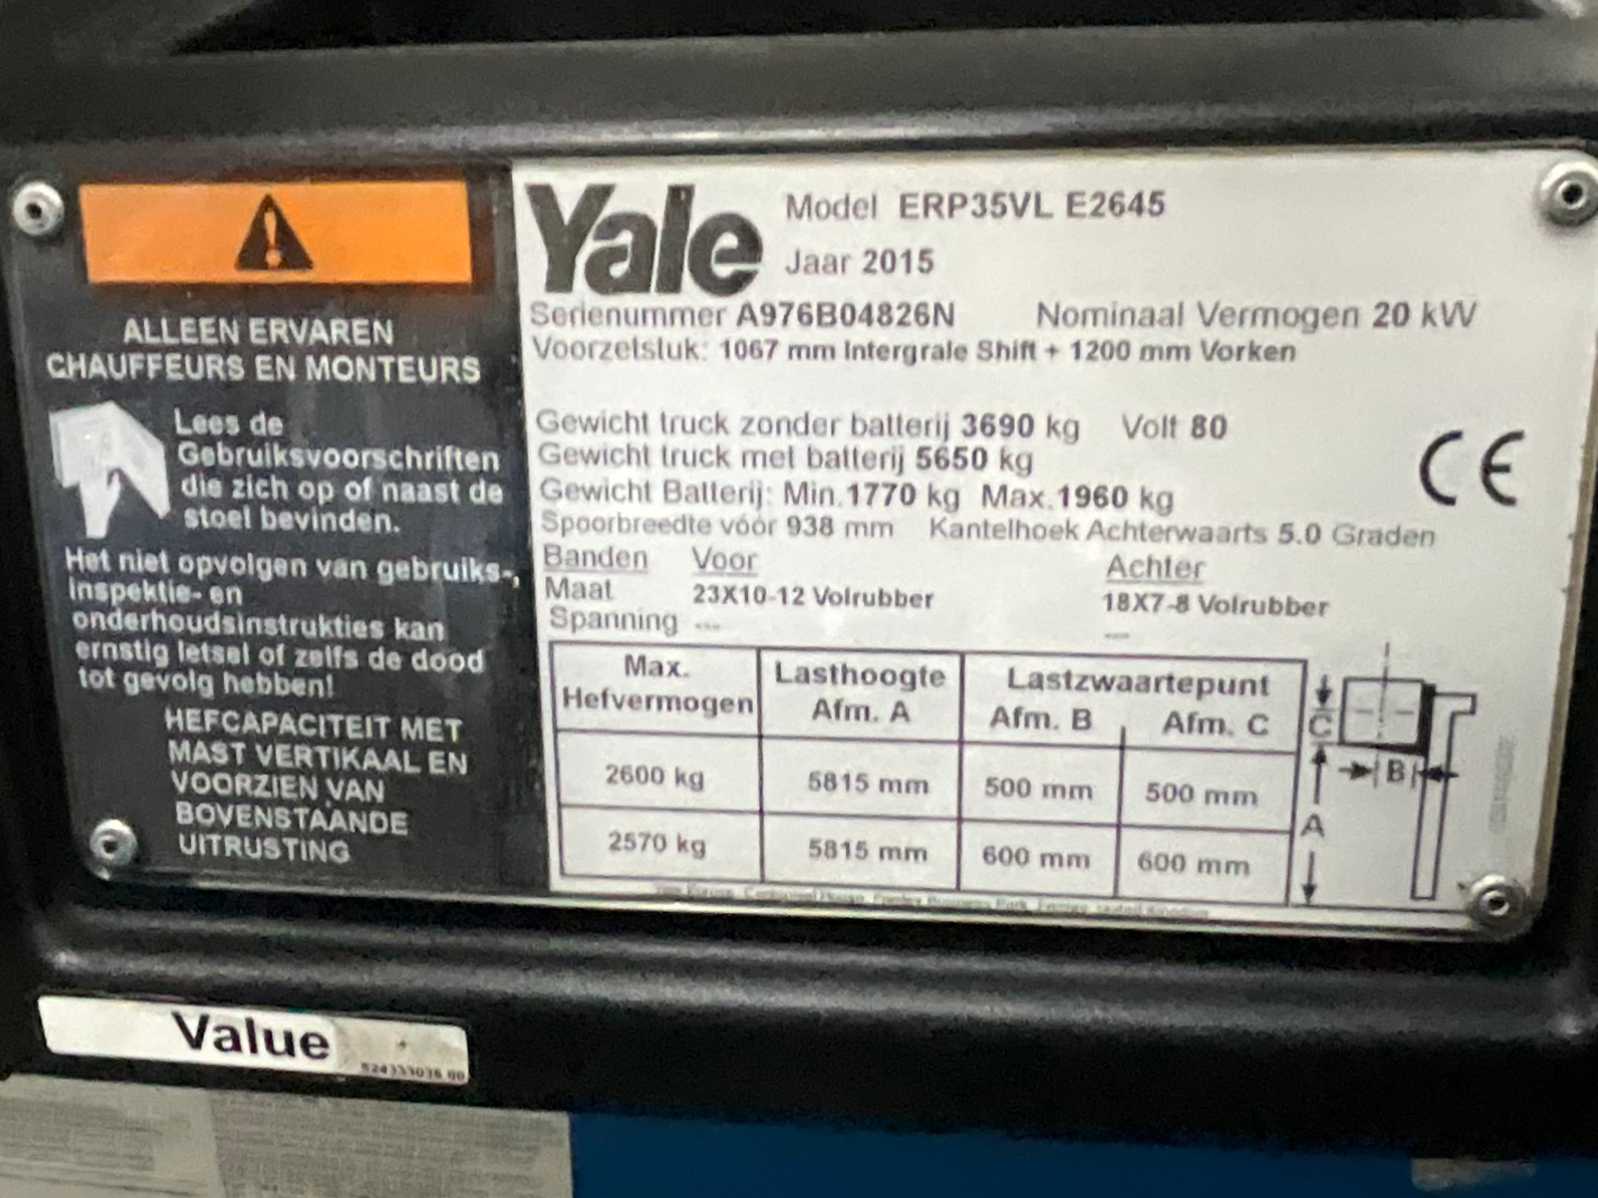 ALLEEN ERVAREN
CHAUFFEURS EN MONTEURS
Lees de
Gebruiksvoorschriften
die zich op of naast de
stoel bevinden.
Het niet opvolgen van gebruiks-,
Inspektie- en
onderhoudsinstrukties kan
ernstig letsel of zelfs de dood
tot gevolg hebben!
HEFCAPACITEIT MET
MAST VERTIKAAL EN
VOORZIEN VAN
BOVENSTAANDE
UITRUSTING
Yale
Model ERP35VL E2645
Jaar 2015
Serienummer A976B04826N Nominaal Vermogen 20 kW
Voorzetstuk: 1067 mm Intergrale Shift + 1200 mm Vorken
Gewicht truck zonder batterij 3690 kg Volt 80
Gewicht truck met batterij 5650 kg
Gewicht Batterij: Min. 1770 kg Max. 1960 kg
CE
Spoorbreedte vóór 938 mm Kantelhoek Achterwaarts 5.0 Graden
Banden Voor Achter
Maat 23X10-12 Volrubber 18X7-8 Volrubber
Spanning --- ---
Max. Hefvermogen Lasthoogte Afm. A Lastzwaartepunt
Afm. B Afm. C
2600 kg 5815 mm 500 mm 500 mm
2570 kg 5815 mm 600 mm 600 mm
C
B
A
Value